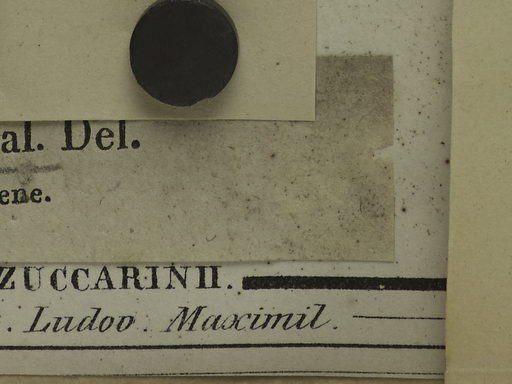 al. Del.
ene.
ZUCCARINII.
. Ludov. Maximil.